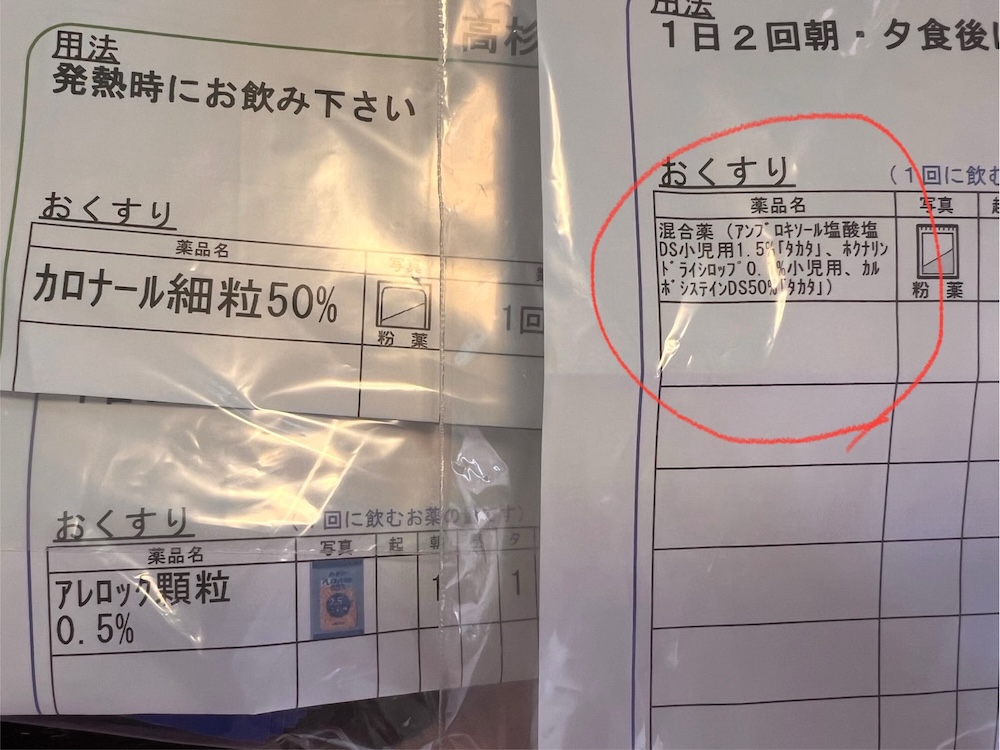 用法
発熱時にお飲み下さい
おくすり
薬品名
写真
カロナール細粒50%
粉 薬
1回
おくすり
回に飲むお薬の
です)
薬品名
写真
起
朝
夕
アレロック顆粒
0.5%
1
1
高杉
用法
1日2回朝・夕食後に
おくすり
(1回に飲む
薬品名
写真
起
混合薬(アンブロキソール塩酸塩
DS小児用1.5%「タカタ」、ホクナリン
ドライシロップ0. %小児用、カル
ボシステインDS50%「タカタ」)
粉 薬